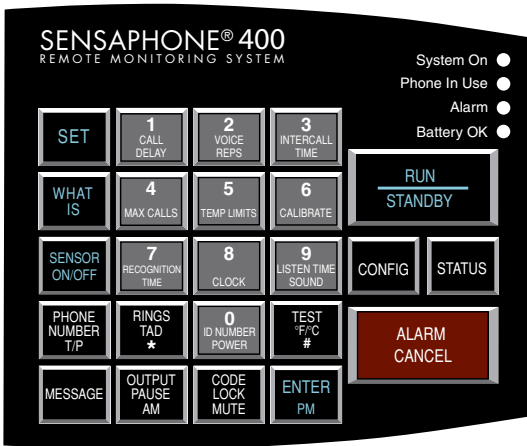 SENSAPHONE® 400
REMOTE MONITORING SYSTEM
System On
Phone In Use
Alarm
Battery OK
SET
1
CALL
DELAY
2
VOICE
REPS
3
INTERCALL
TIME
RUN
STANDBY
WHAT
IS
4
MAX CALLS
5
TEMP LIMITS
6
CALIBRATE
SENSOR
ON/OFF
7
RECOGNITION
TIME
8
CLOCK
9
LISTEN TIME
SOUND
CONFIG
STATUS
PHONE
NUMBER
T/P
RINGS
TAD
*
0
ID NUMBER
POWER
TEST
°F/°C
#
ALARM
CANCEL
MESSAGE
OUTPUT
PAUSE
AM
CODE
LOCK
MUTE
ENTER
PM